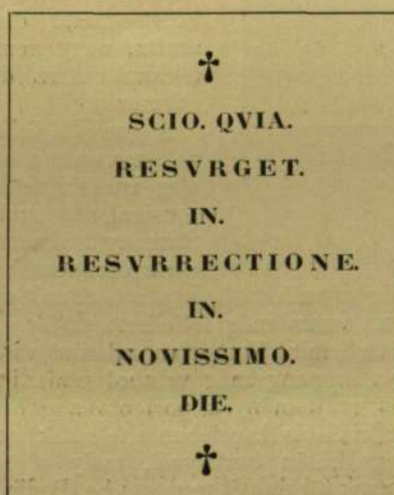 SCIO. QVIA.
RESVRGET.
IN.
RESVRRECTIONE.
IN.
NOVISSIMO.
DIE.